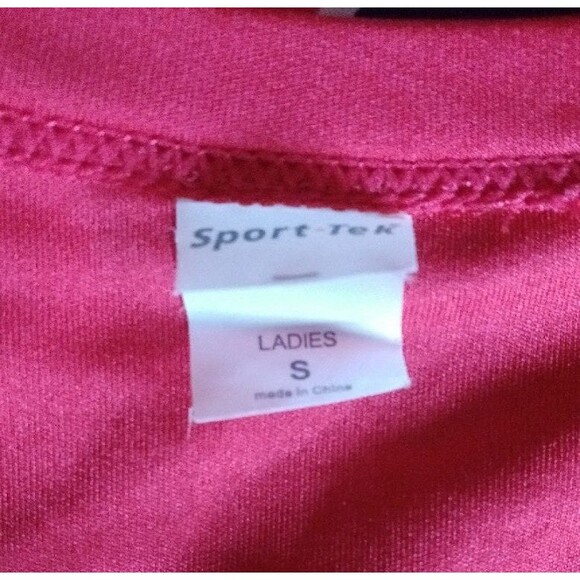 Sport-Tek
LADIES
S
made in China